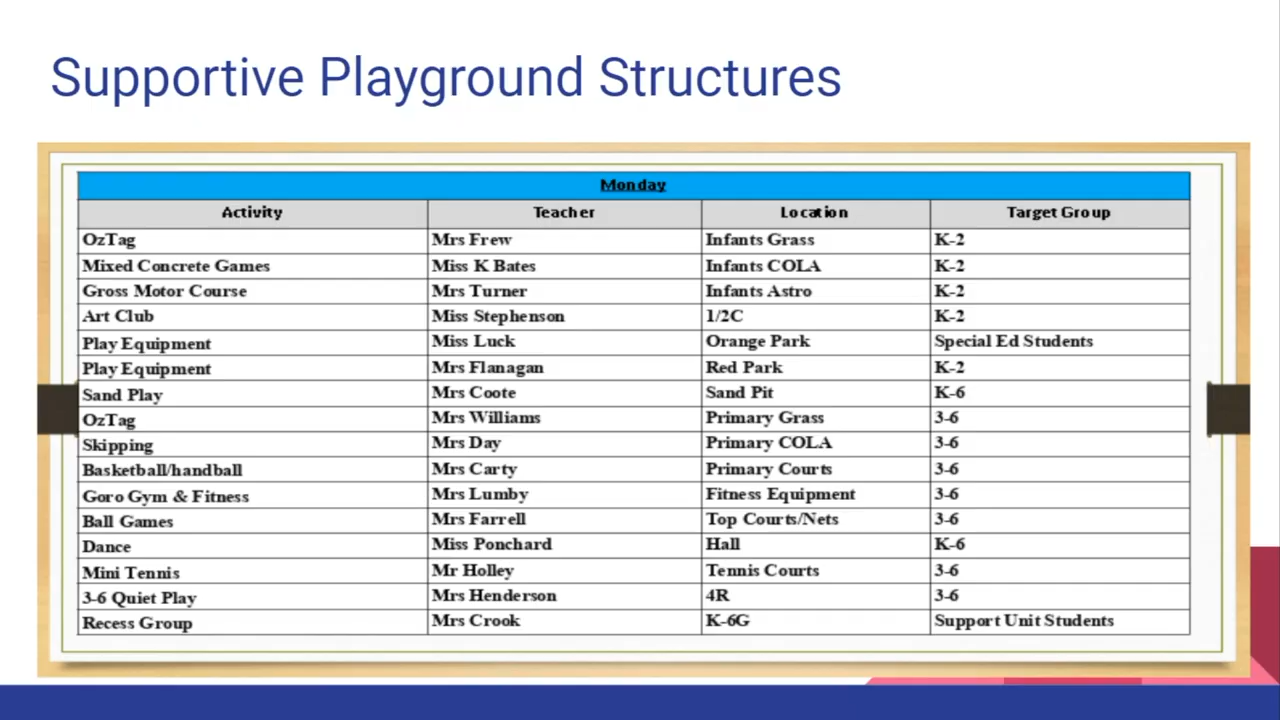 Supportive Playground Structures
Monday
Activity Teacher Location Target Group
OzTag Mrs Frew Infants Grass K-2
Mixed Concrete Games Miss K Bates Infants COLA K-2
Gross Motor Course Mrs Turner Infants Astro K-2
Art Club Miss Stephenson 1/2C K-2
Play Equipment Miss Luck Orange Park Special Ed Students
Play Equipment Mrs Flanagan Red Park K-2
Sand Play Mrs Coote Sand Pit K-6
OzTag Mrs Williams Primary Grass 3-6
Skipping Mrs Day Primary COLA 3-6
Basketball/handball Mrs Carty Primary Courts 3-6
Goro Gym & Fitness Mrs Lumby Fitness Equipment 3-6
Ball Games Mrs Farrell Top Courts/Nets 3-6
Dance Miss Ponchard Hall K-6
Mini Tennis Mr Holley Tennis Courts 3-6
3-6 Quiet Play Mrs Henderson 4R 3-6
Recess Group Mrs Crook K-6G Support Unit Students